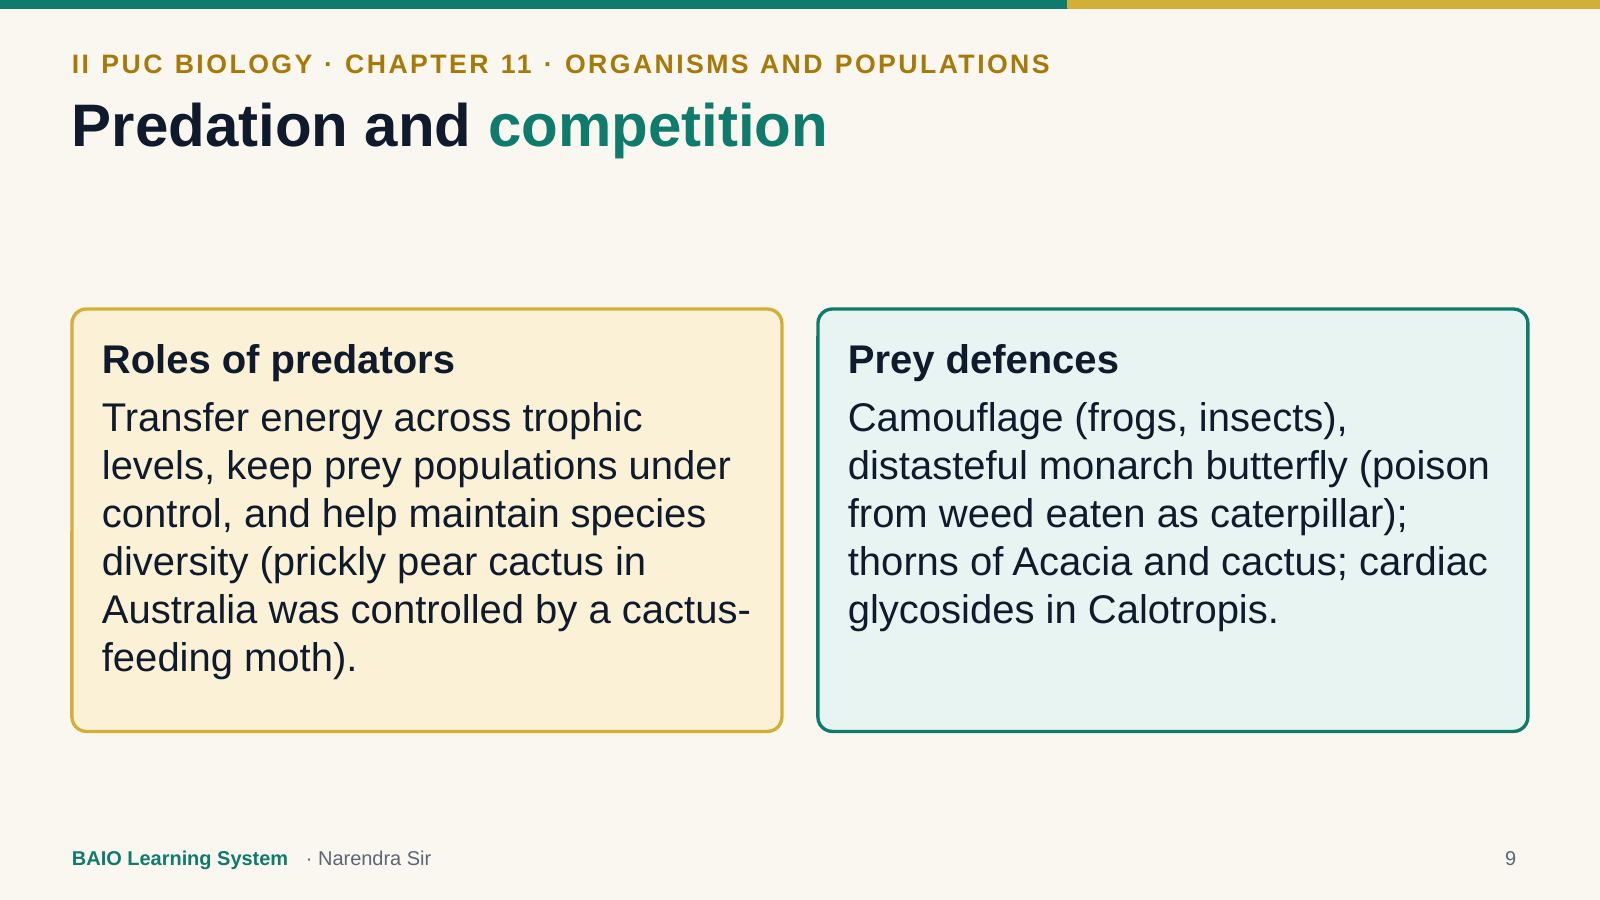 II PUC BIOLOGY · CHAPTER 11 · ORGANISMS AND POPULATIONS
Predation and competition
Roles of predators
Transfer energy across trophic
levels, keep prey populations under
control, and help maintain species
diversity (prickly pear cactus in
Australia was controlled by a cactus-
feeding moth).
Prey defences
Camouflage (frogs, insects),
distasteful monarch butterfly (poison
from weed eaten as caterpillar);
thorns of Acacia and cactus; cardiac
glycosides in Calotropis.
BAIO Learning System · Narendra Sir
9